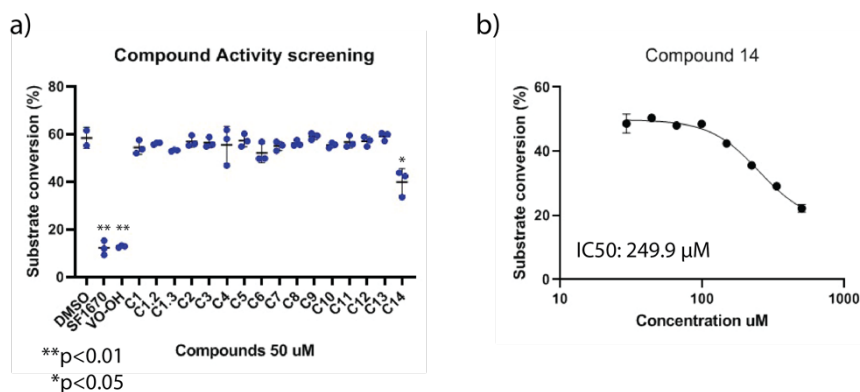 a)
Compound Activity screening
Substrate conversion (%)
80
60
40
20
0
**
**
*
DMSO
SF1670
VO-OH
C1
C1.2
C1.3
C2
C3
C4
C5
C6
C7
C8
C9
C10
C11
C12
C13
C14
Compounds 50 uM
**p<0.01
*p<0.05
b)
Compound 14
Substrate conversion (%)
60
40
20
0
IC50: 249.9 µM
10
100
1000
Concentration uM